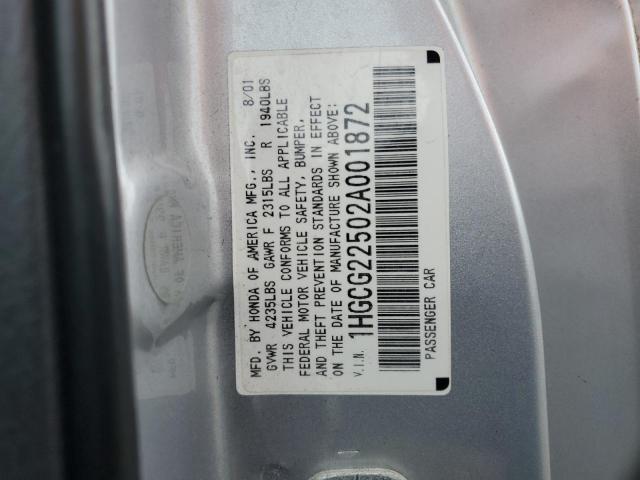 MFD. BY HONDA OF AMERICA MFG., INC. 8/01
GVWR 4235LBS GAWR F 2315LBS R 1940LBS
THIS VEHICLE CONFORMS TO ALL APPLICABLE
FEDERAL MOTOR VEHICLE SAFETY, BUMPER,
AND THEFT PREVENTION STANDARDS IN EFFECT
ON THE DATE OF MANUFACTURE SHOWN ABOVE:
V.I.N. 1HGCG22502A001872
PASSENGER CAR